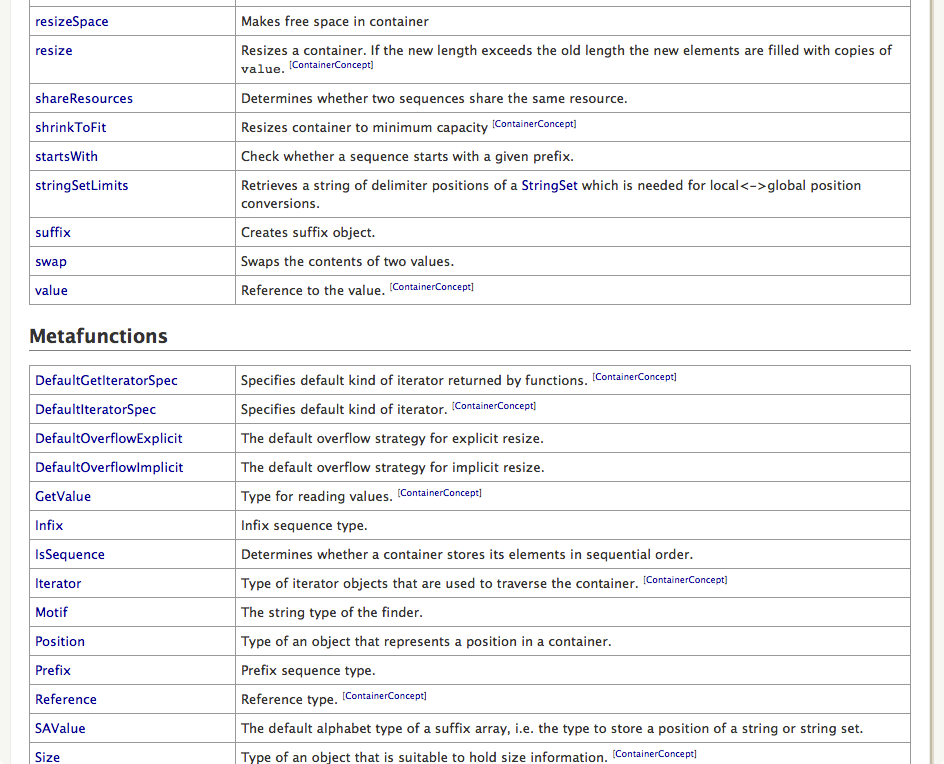 resizeSpace Makes free space in container
resize Resizes a container. If the new length exceeds the old length the new elements are filled with copies of
value. [ContainerConcept]
shareResources Determines whether two sequences share the same resource.
shrinkToFit Resizes container to minimum capacity [ContainerConcept]
startsWith Check whether a sequence starts with a given prefix.
stringSetLimits Retrieves a string of delimiter positions of a StringSet which is needed for local<->global position
conversions.
suffix Creates suffix object.
swap Swaps the contents of two values.
value Reference to the value. [ContainerConcept]
Metafunctions
DefaultGetIteratorSpec Specifies default kind of iterator returned by functions. [ContainerConcept]
DefaultIteratorSpec Specifies default kind of iterator. [ContainerConcept]
DefaultOverflowExplicit The default overflow strategy for explicit resize.
DefaultOverflowImplicit The default overflow strategy for implicit resize.
GetValue Type for reading values. [ContainerConcept]
Infix Infix sequence type.
IsSequence Determines whether a container stores its elements in sequential order.
Iterator Type of iterator objects that are used to traverse the container. [ContainerConcept]
Motif The string type of the finder.
Position Type of an object that represents a position in a container.
Prefix Prefix sequence type.
Reference Reference type. [ContainerConcept]
SAValue The default alphabet type of a suffix array, i.e. the type to store a position of a string or string set.
Size Type of an object that is suitable to hold size information. [ContainerConcept]